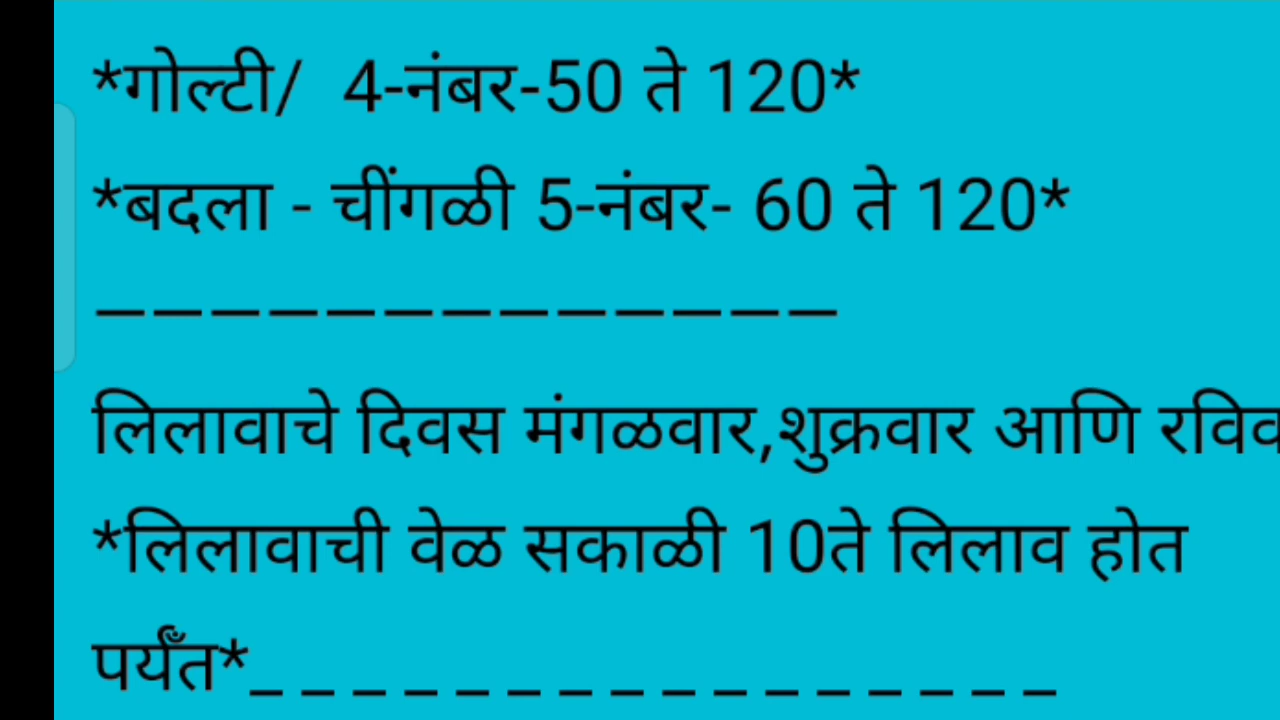 *गोल्टी/ 4-नंबर-50 ते 120*
*बदला - चींगळी 5-नंबर- 60 ते 120*
—————————————
लिलावाचे दिवस मंगळवार,शुक्रवार आणि
*लिलावाची वेळ सकाळी 10ते लिलाव होत
पर्यँत*_ _ _ _ _ _ _ _ _ _ _ _ _ _ _ _